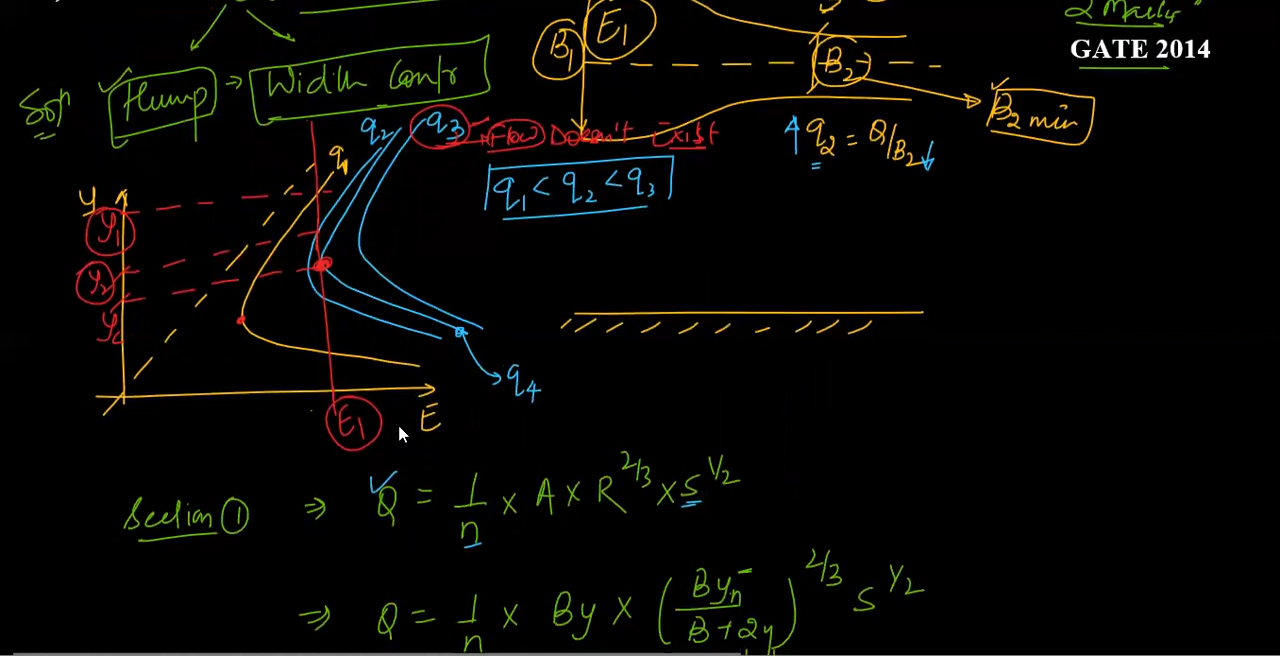 2 Marks
GATE 2014
B1 E1
B2
B2 min
Sol^n Flump → Width Contr
q1 q2 q3 Flow Doesn't Exist
↑ q2 = Q/B2 ↓
q1 < q2 < q3
y
y1
y2
yc
q4
E1 E
Section ① ⇒ Q = 1/n × A × R^2/3 × S^1/2
⇒ Q = 1/n × By × (Byn / B+2y)^2/3 S^1/2